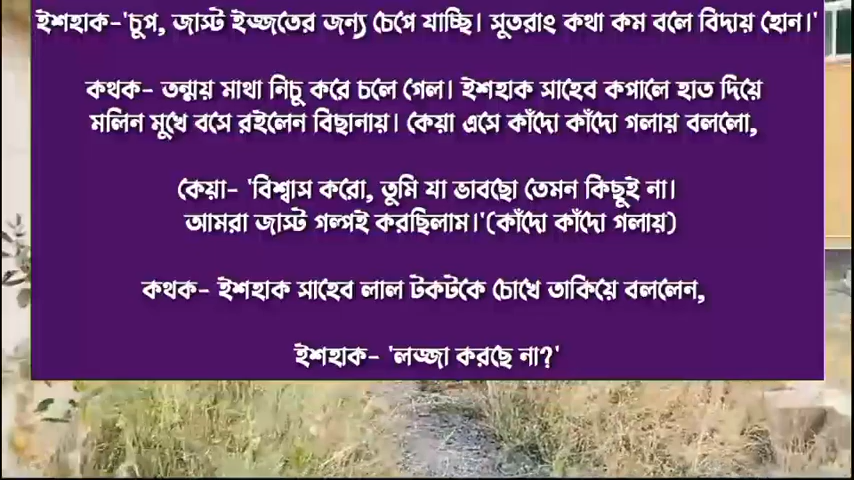 ইশহাক-'চুপ, জাস্ট ইজ্জতের জন্য চেপে যাচ্ছি। সুতরাং কথা কম বলে বিদায় হোন।'
কথক- তন্ময় মাথা নিচু করে চলে গেল। ইশহাক সাহেব কপালে হাত দিয়ে
মলিন মুখে বসে রইলেন বিছানায়। কেয়া এসে কাঁদো কাঁদো গলায় বললো,
কেয়া- 'বিশ্বাস করো, তুমি যা ভাবছো তেমন কিছুই না।
আমরা জাস্ট গল্পই করছিলাম।'(কাঁদো কাঁদো গলায়)
কথক- ইশহাক সাহেব লাল টকটকে চোখে তাকিয়ে বললেন,
ইশহাক- 'লজ্জা করছে না?'